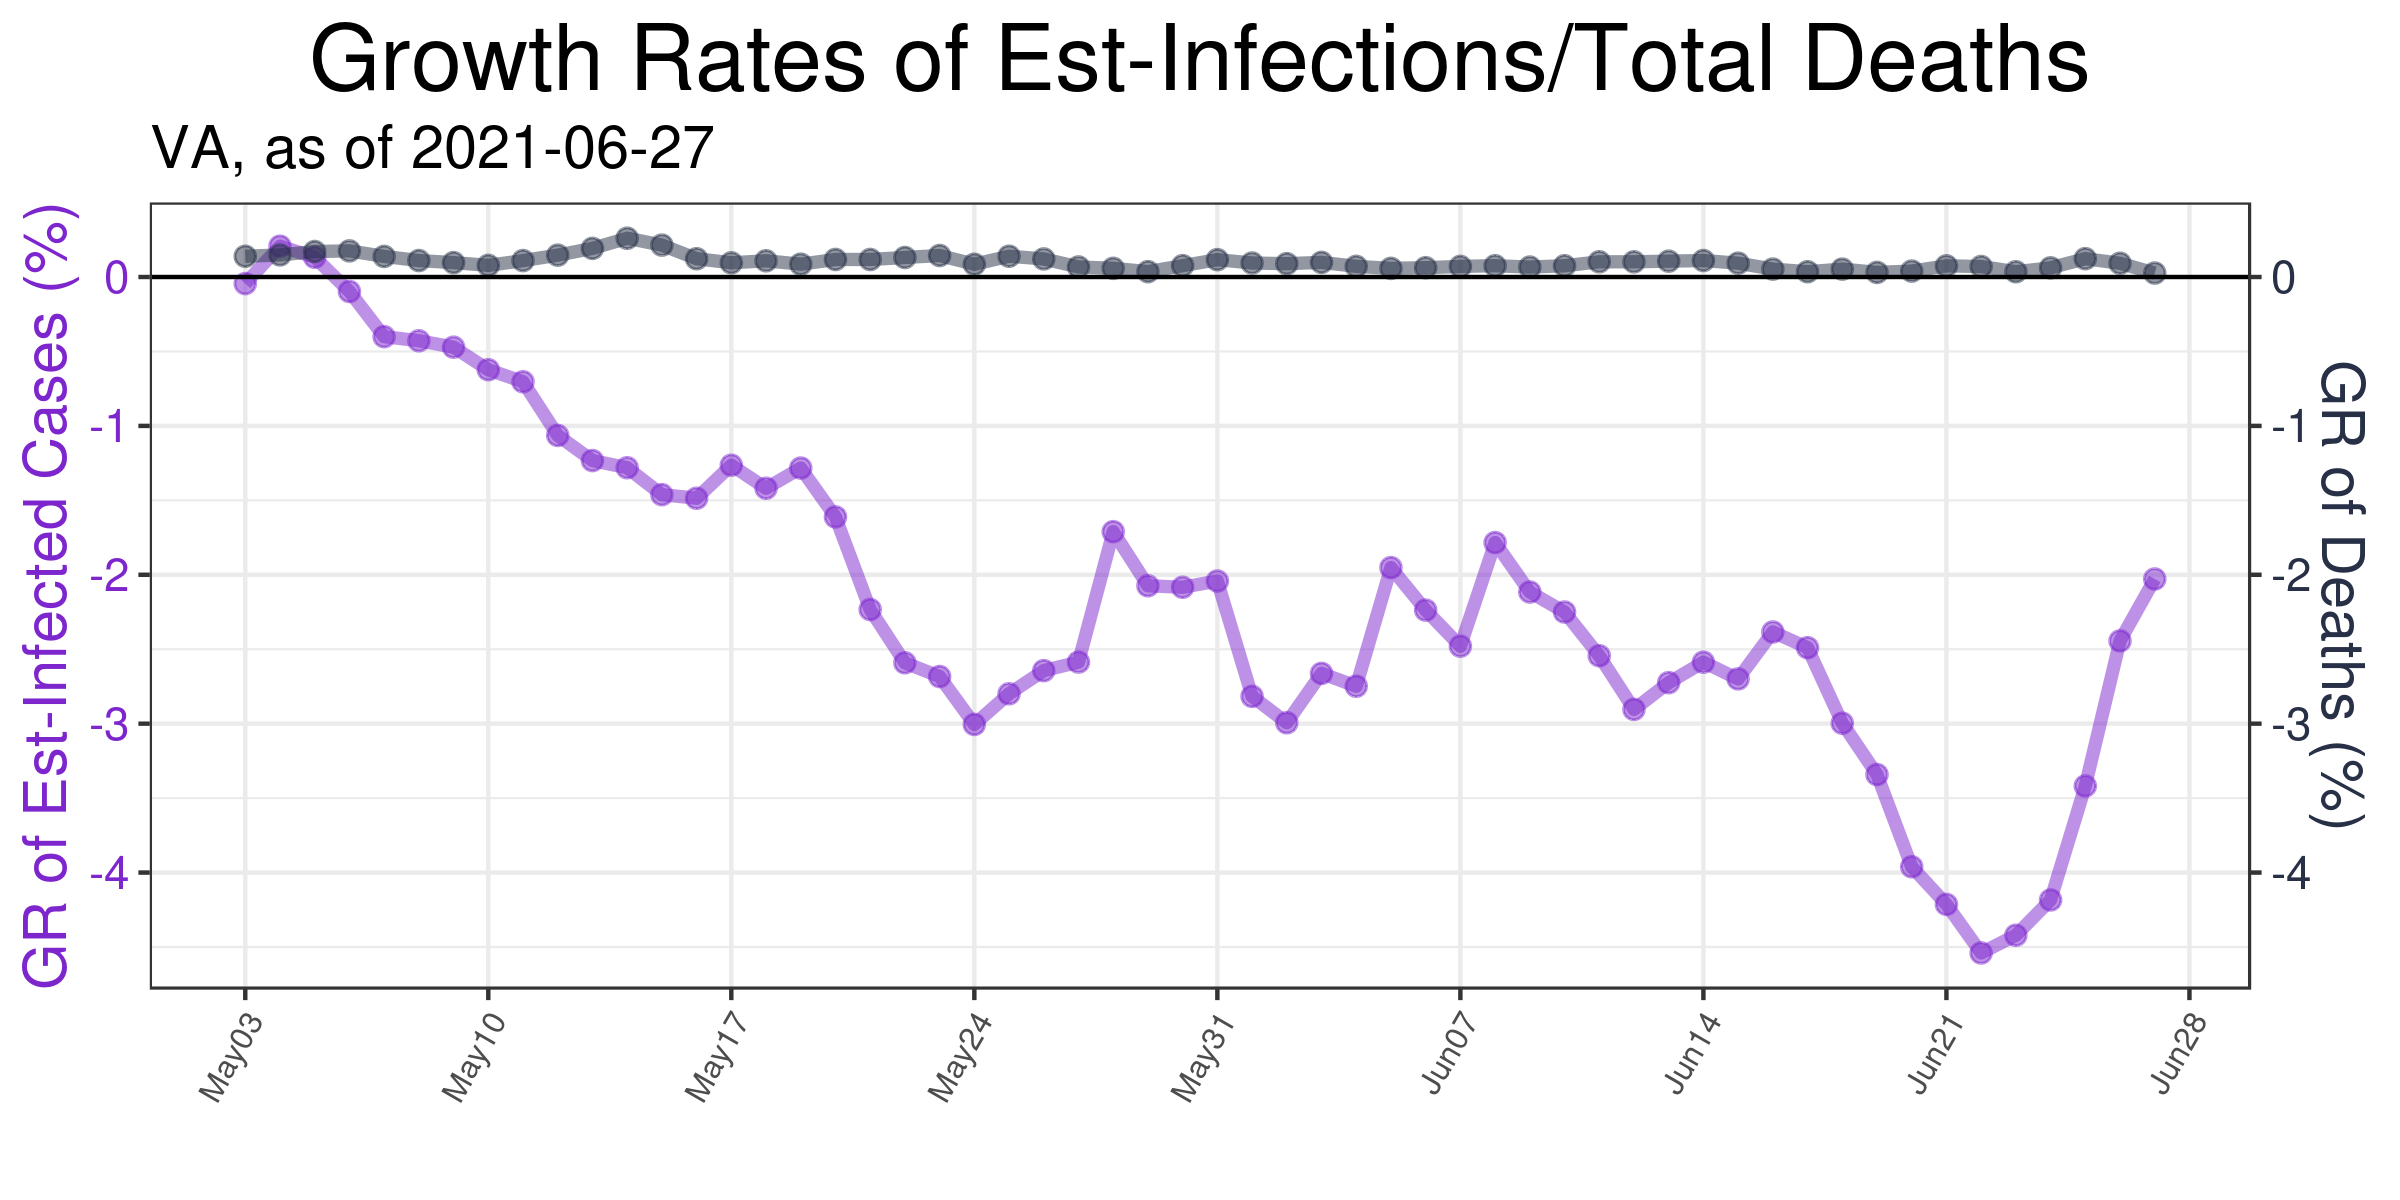 Growth Rates of Est-Infections/Total Deaths
VA, as of 2021-06-27
GR of Est-Infected Cases (%)
0
-1
-2
-3
-4
0
-1
-2
-3
-4
GR of Deaths (%)
May03
May10
May17
May24
May31
Jun07
Jun14
Jun21
Jun28